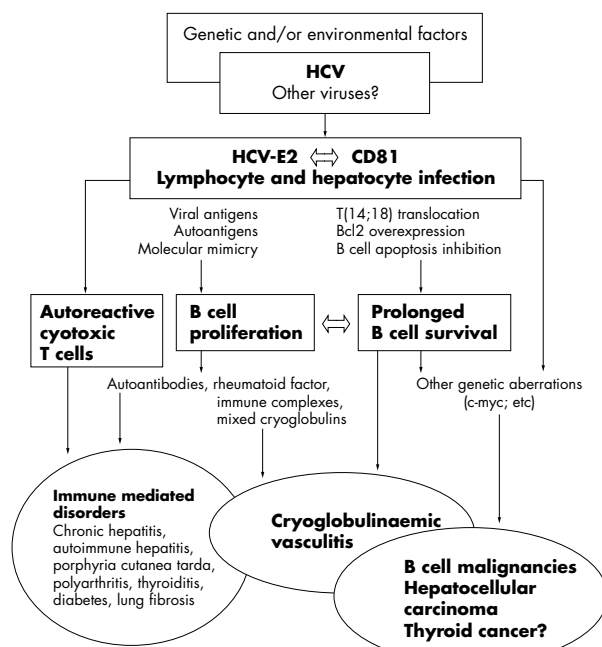 Genetic and/or environmental factors
HCV
Other viruses?
HCV-E2 ⇔ CD81
Lymphocyte and hepatocyte infection
Viral antigens
Autoantigens
Molecular mimicry
T(14;18) translocation
Bcl2 overexpression
B cell apoptosis inhibition
Autoreactive
cyotoxic
T cells
B cell
proliferation
⇔
Prolonged
B cell survival
Autoantibodies, rheumatoid factor,
immune complexes,
mixed cryoglobulins
Other genetic aberrations
(c-myc; etc)
Immune mediated
disorders
Chronic hepatitis,
autoimmune hepatitis,
porphyria cutanea tarda,
polyarthritis, thyroiditis,
diabetes, lung fibrosis
Cryoglobulinaemic
vasculitis
B cell malignancies
Hepatocellular
carcinoma
Thyroid cancer?